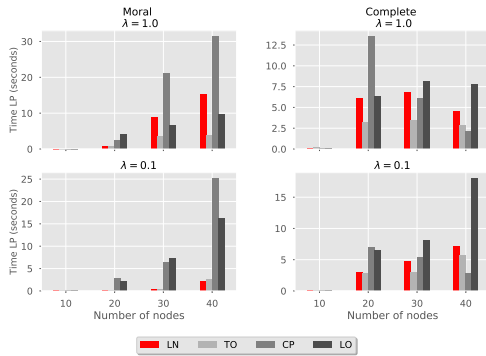 Moral
λ = 1.0
Complete
λ = 1.0
Time LP (seconds)
30
20
10
0
12.5
10.0
7.5
5.0
2.5
0.0
λ = 0.1
λ = 0.1
Time LP (seconds)
25
20
15
10
5
0
15
10
5
0
10 20 30 40
10 20 30 40
Number of nodes
Number of nodes
LN TO CP LO